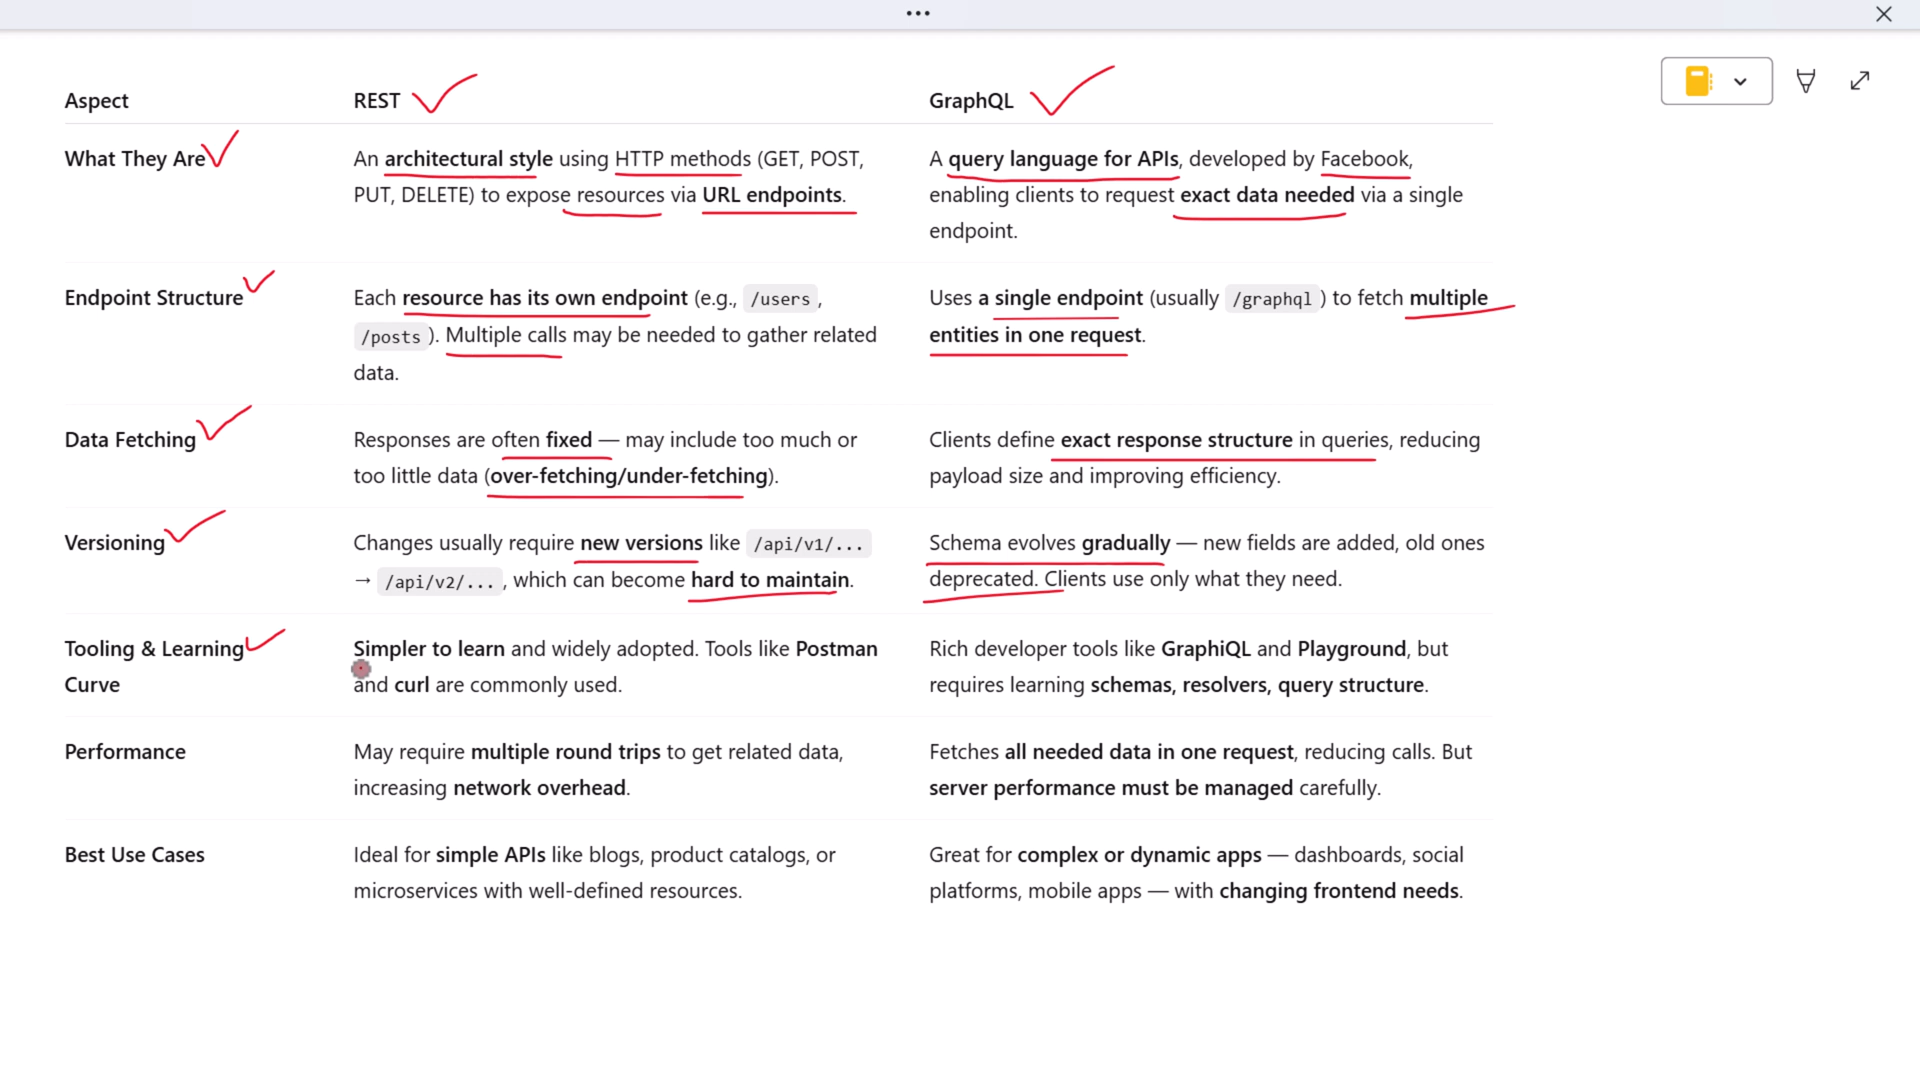 Aspect REST GraphQL
What They Are An architectural style using HTTP methods (GET, POST, PUT, DELETE) to expose resources via URL endpoints.
A query language for APIs, developed by Facebook, enabling clients to request exact data needed via a single endpoint.
Endpoint Structure
Each resource has its own endpoint (e.g., /users,
/posts). Multiple calls may be needed to gather related
data.
Uses a single endpoint (usually /graphql) to fetch multiple
entities in one request.
Data Fetching
Responses are often fixed — may include too much or
too little data (over-fetching/under-fetching).
Clients define exact response structure in queries, reducing
payload size and improving efficiency.
Versioning
Changes usually require new versions like /api/v1/...
→ /api/v2/..., which can become hard to maintain.
Schema evolves gradually — new fields are added, old ones
deprecated. Clients use only what they need.
Tooling & Learning
Curve
Simpler to learn and widely adopted. Tools like Postman
and curl are commonly used.
Rich developer tools like GraphiQL and Playground, but
requires learning schemas, resolvers, query structure.
Performance
May require multiple round trips to get related data,
increasing network overhead.
Fetches all needed data in one request, reducing calls. But
server performance must be managed carefully.
Best Use Cases
Ideal for simple APIs like blogs, product catalogs, or
microservices with well-defined resources.
Great for complex or dynamic apps — dashboards, social
platforms, mobile apps — with changing frontend needs.